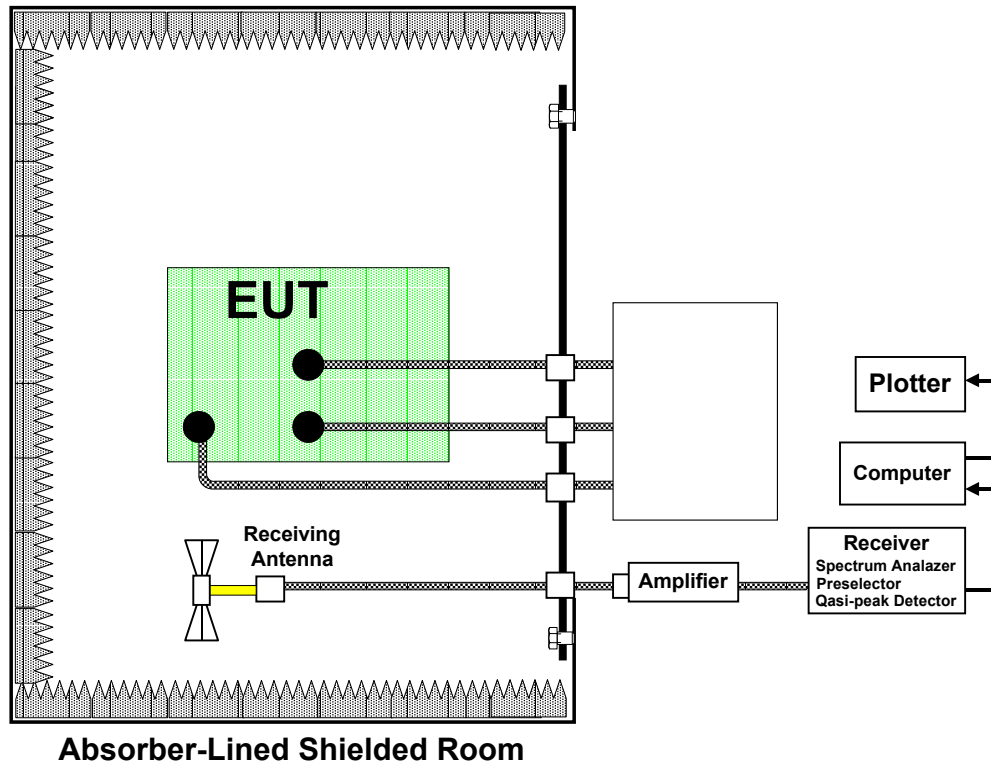 EUT
Plotter
Computer
Receiving
Antenna
Amplifier
Receiver
Spectrum Analazer
Preselector
Qasi-peak Detector
Absorber-Lined Shielded Room